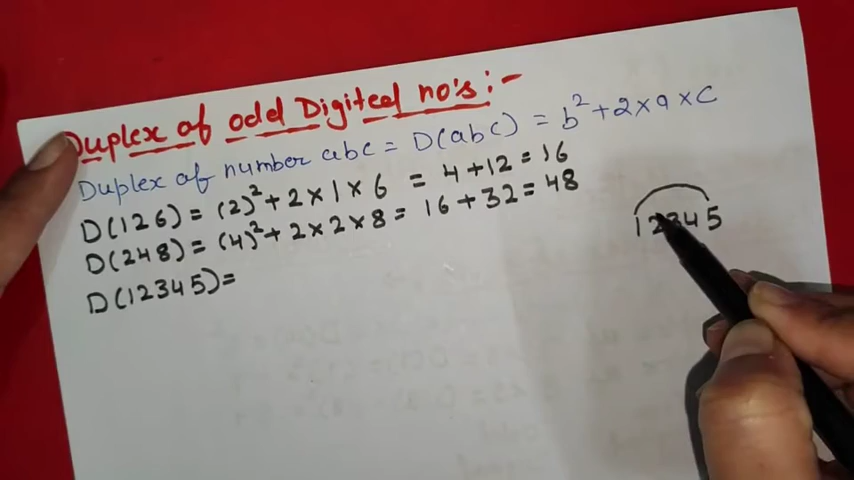 Duplex of odd Digited no's :-
Duplex of number abc = D(abc) = b² + 2×a×c
D(126) = (2)² + 2×1×6 = 4+12 = 16
D(248) = (4)² + 2×2×8 = 16+32 = 48
D(12345) =
12345